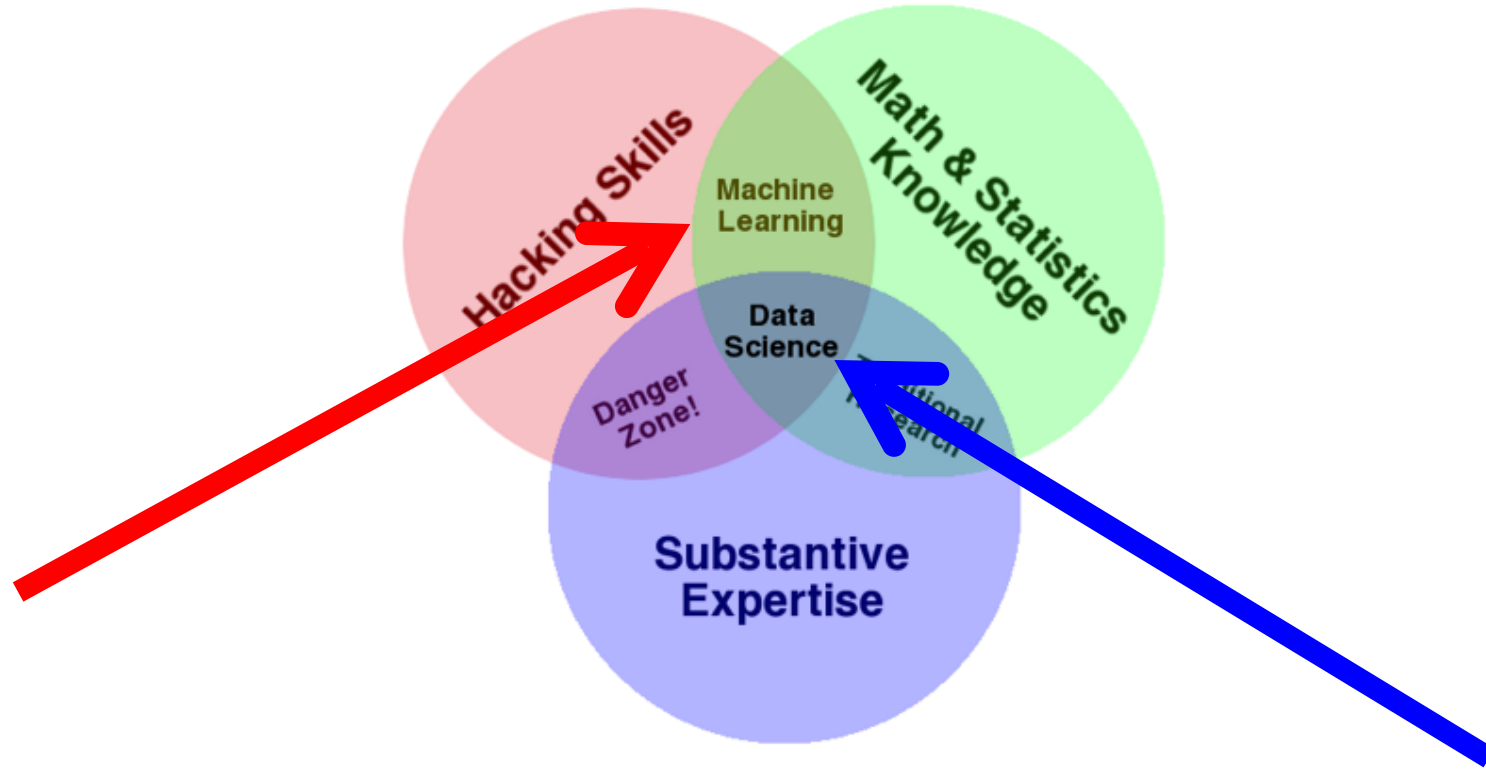 Hacking Skills
Math & Statistics
Knowledge
Machine
Learning
Data
Science
Danger
Zone!
Substantive
Expertise